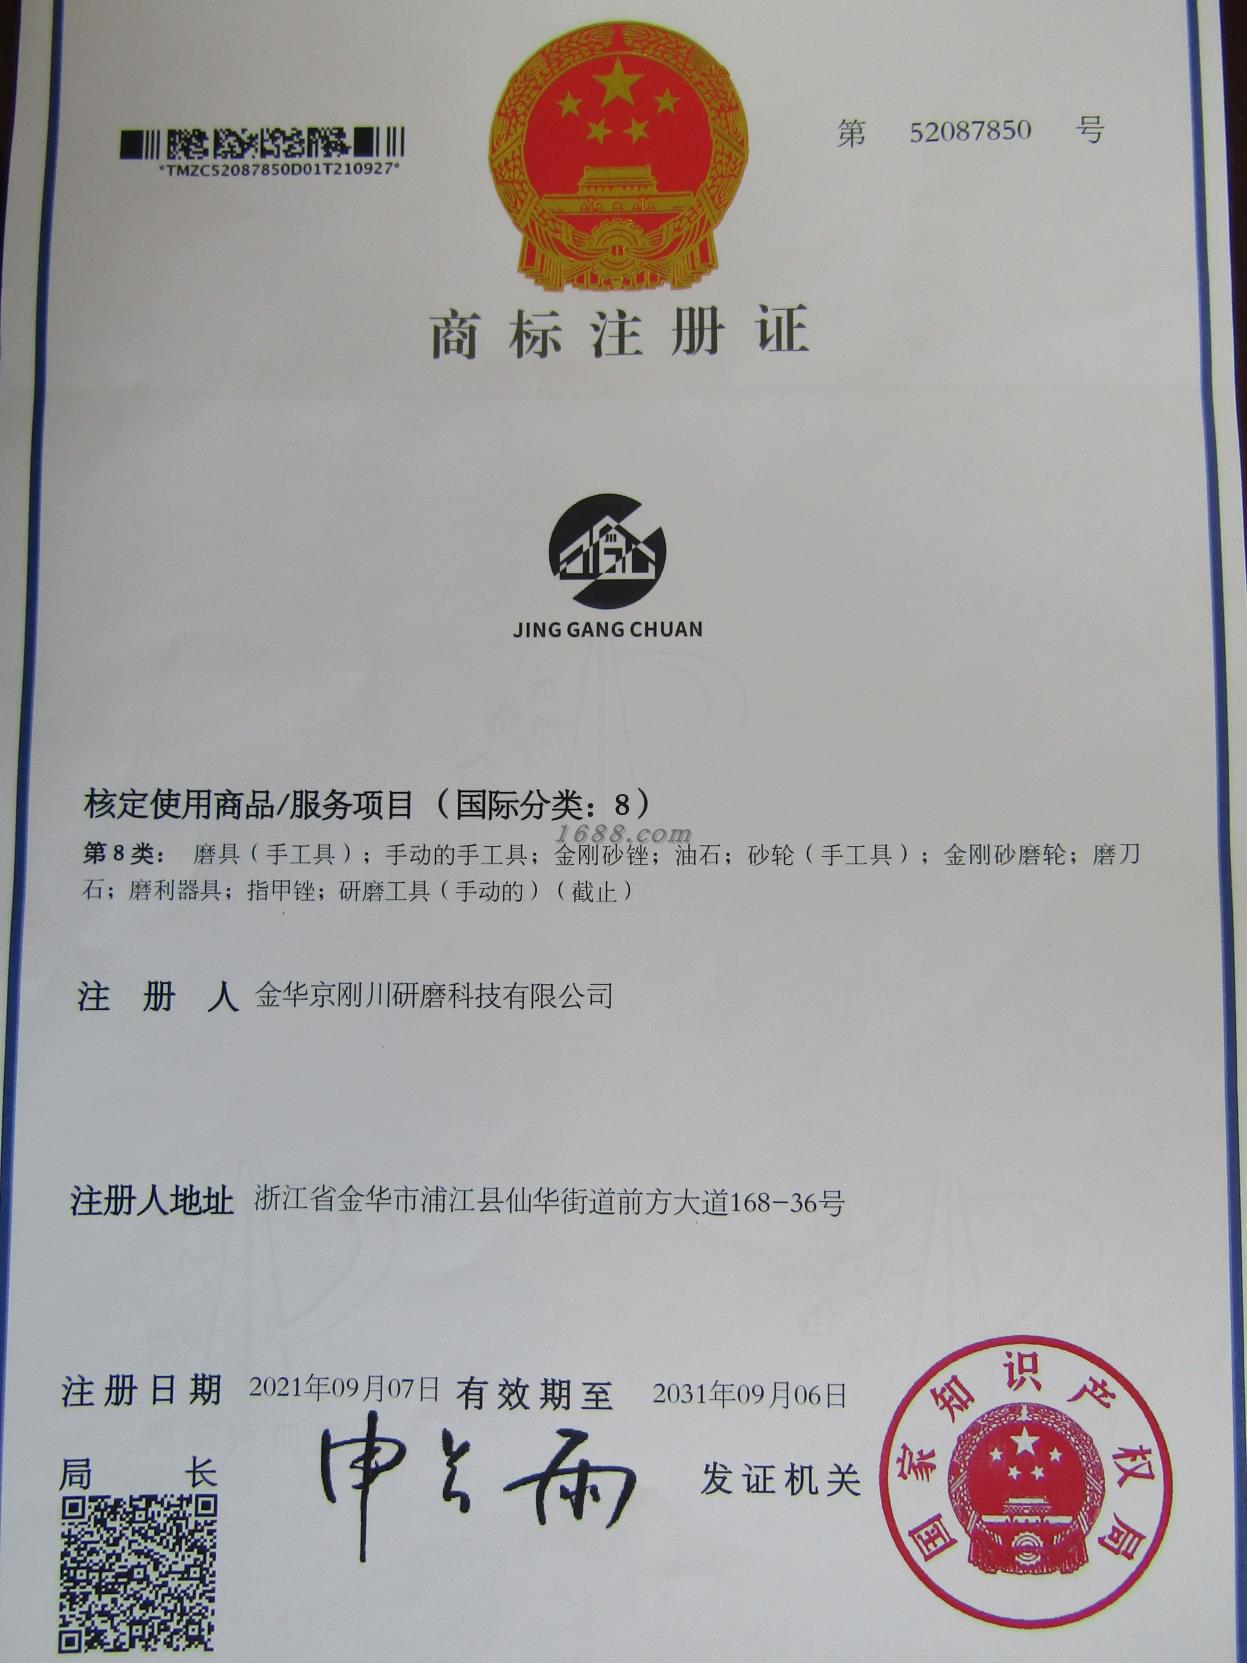 第 52087850 号
*TMZC52087850D01T210927*
商标注册证
JING GANG CHUAN
核定使用商品/服务项目（国际分类：8）
1688.com
第8类： 磨具（手工具）；手动的手工具；金刚砂锉；油石；砂轮（手工具）；金刚砂磨轮；磨刀
石；磨利器具；指甲锉；研磨工具（手动的）（截止）
注册人 金华京刚川研磨科技有限公司
注册人地址 浙江省金华市浦江县仙华街道前方大道168-36号
注册日期 2021年09月07日 有效期至 2031年09月06日
局长 申长雨 发证机关
国家知识产权局